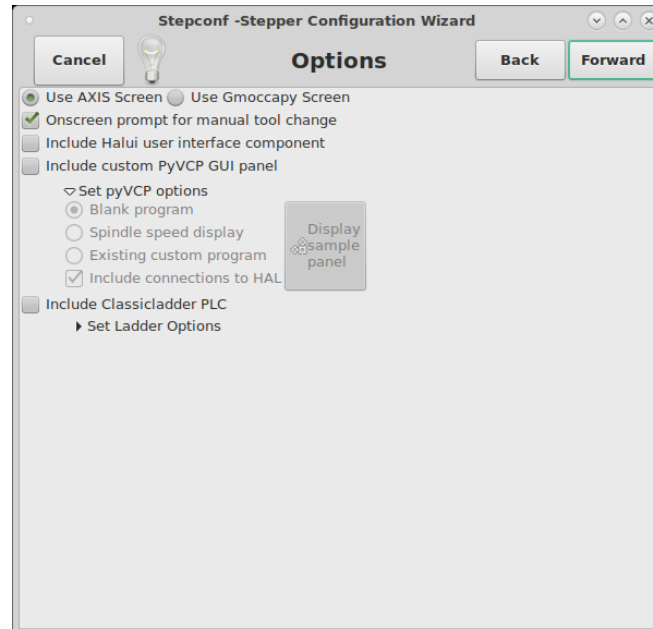 Stepconf -Stepper Configuration Wizard
Cancel
Options
Back
Forward
Use AXIS Screen Use Gmoccapy Screen
Onscreen prompt for manual tool change
Include Halui user interface component
Include custom PyVCP GUI panel
Set pyVCP options
Blank program
Spindle speed display
Existing custom program
Include connections to HAL
Display
sample
panel
Include Classicladder PLC
Set Ladder Options